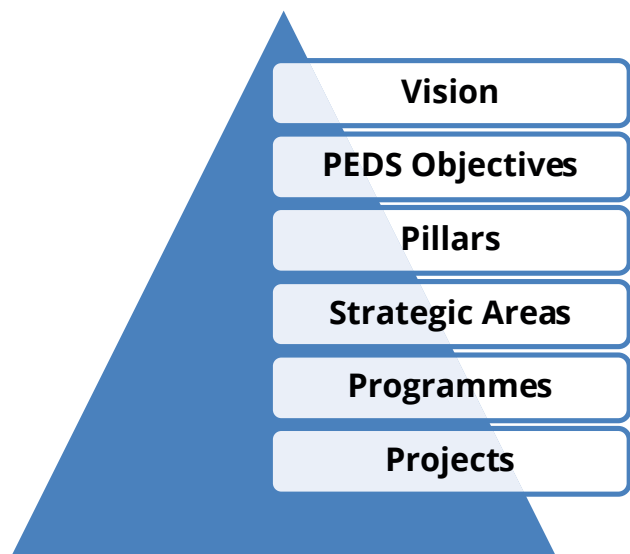 Vision
PEDS Objectives
Pillars
Strategic Areas
Programmes
Projects